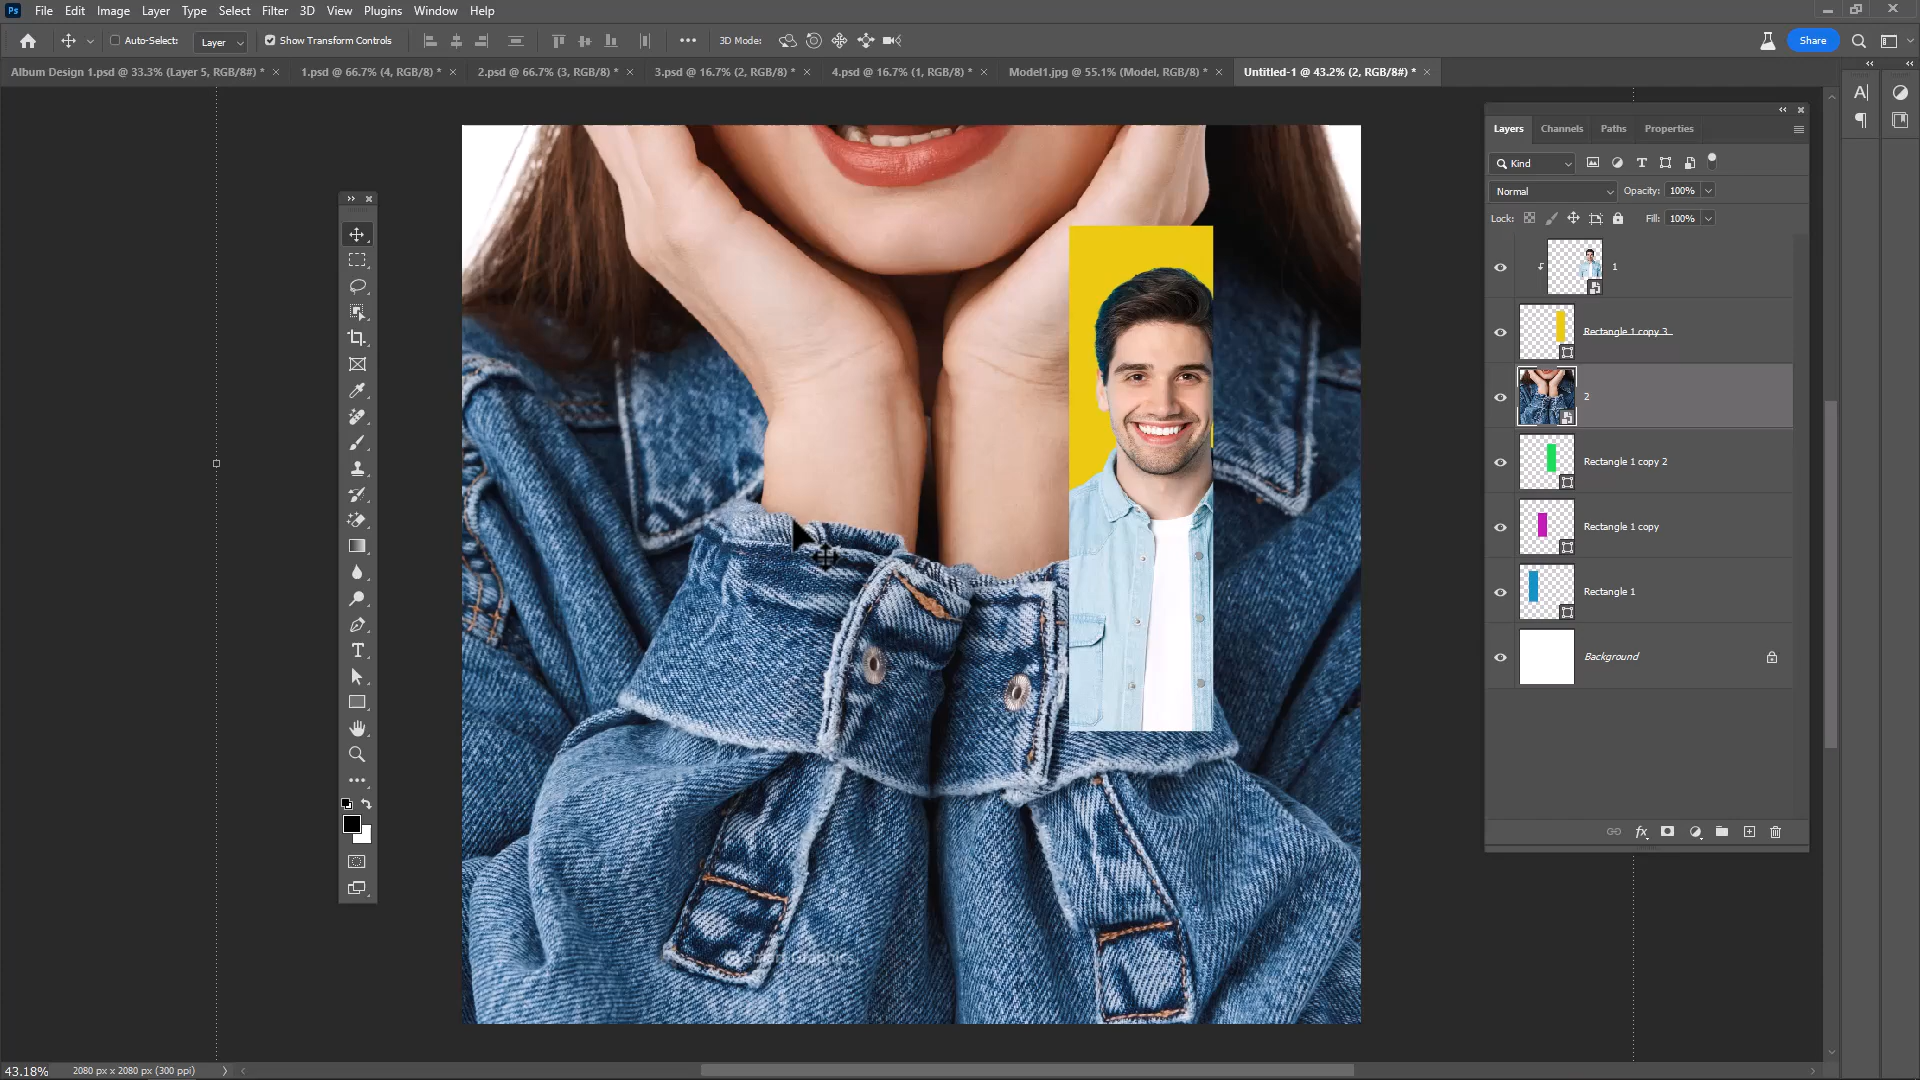 Ps File Edit Image Layer Type Select Filter 3D View Plugins Window Help
Auto-Select: Layer Show Transform Controls 3D Mode: Share
Album Design 1.psd @ 33.3% (Layer 5, RGB/8#) * 1.psd @ 66.7% (4, RGB/8) * 2.psd @ 66.7% (3, RGB/8) * 3.psd @ 16.7% (2, RGB/8) * 4.psd @ 16.7% (1, RGB/8) * Model1.jpg @ 55.1% (Model, RGB/8) * Untitled-1 @ 43.2% (2, RGB/8#) *
Layers Channels Paths Properties
Kind
Normal Opacity: 100%
Lock: Fill: 100%
1
Rectangle 1 copy 3
2
Rectangle 1 copy 2
Rectangle 1 copy
Rectangle 1
Background
fx
Smart Graphics
43.18% 2080 px x 2080 px (300 ppi)